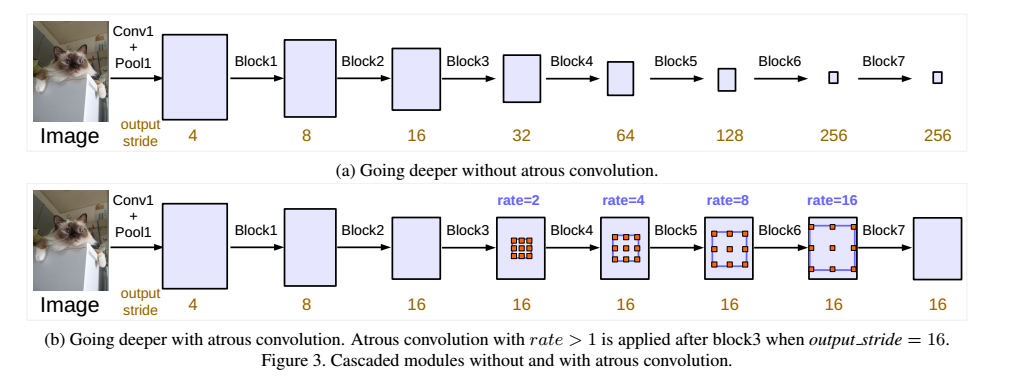 Conv1
+
Pool1
Block1 Block2 Block3 Block4 Block5 Block6 Block7
Image
output
stride
4 8 16 32 64 128 256 256
(a) Going deeper without atrous convolution.
Conv1
+
Pool1
rate=2 rate=4 rate=8 rate=16
Block1 Block2 Block3 Block4 Block5 Block6 Block7
Image
output
stride
4 8 16 16 16 16 16 16
(b) Going deeper with atrous convolution. Atrous convolution with rate > 1 is applied after block3 when output_stride = 16.
Figure 3. Cascaded modules without and with atrous convolution.